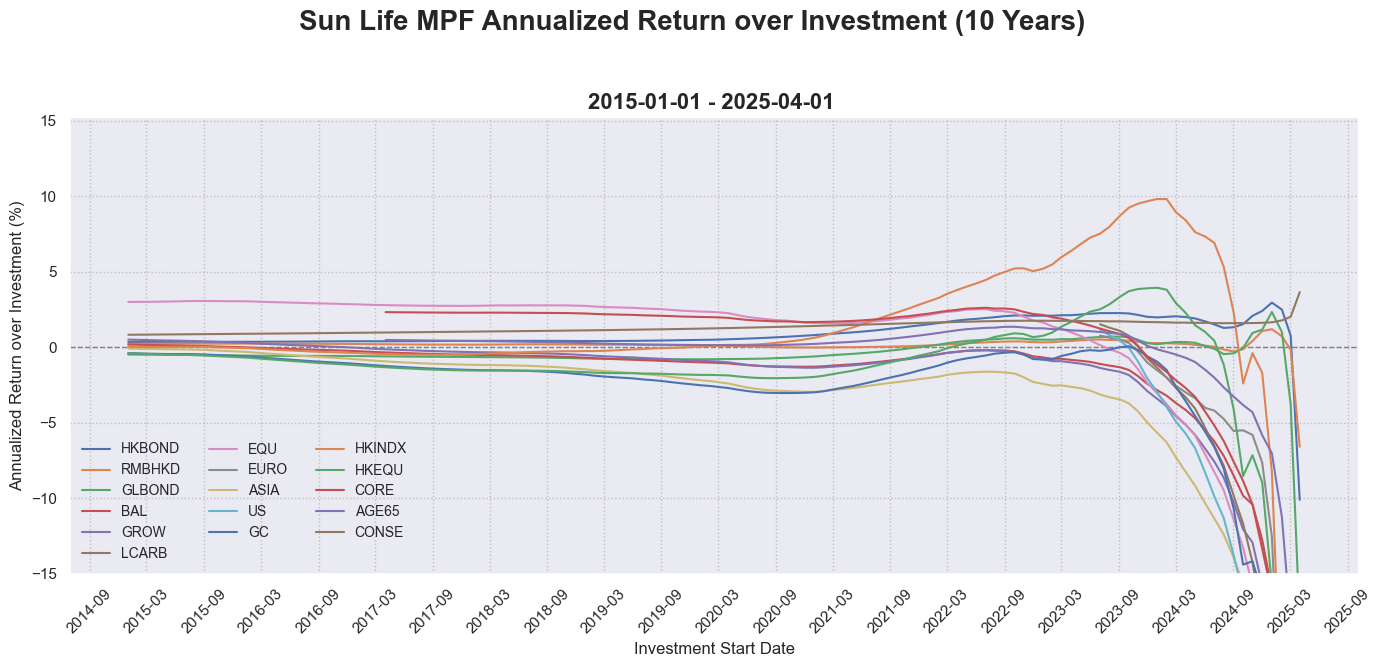 Sun Life MPF Annualized Return over Investment (10 Years)
2015-01-01 - 2025-04-01
Annualized Return over Investment (%)
15
10
5
0
−5
−10
−15
HKBOND
RMBHKD
GLBOND
BAL
GROW
LCARB
EQU
EURO
ASIA
US
GC
HKINDX
HKEQU
CORE
AGE65
CONSE
2014-09
2015-03
2015-09
2016-03
2016-09
2017-03
2017-09
2018-03
2018-09
2019-03
2019-09
2020-03
2020-09
2021-03
2021-09
2022-03
2022-09
2023-03
2023-09
2024-03
2024-09
2025-03
2025-09
Investment Start Date